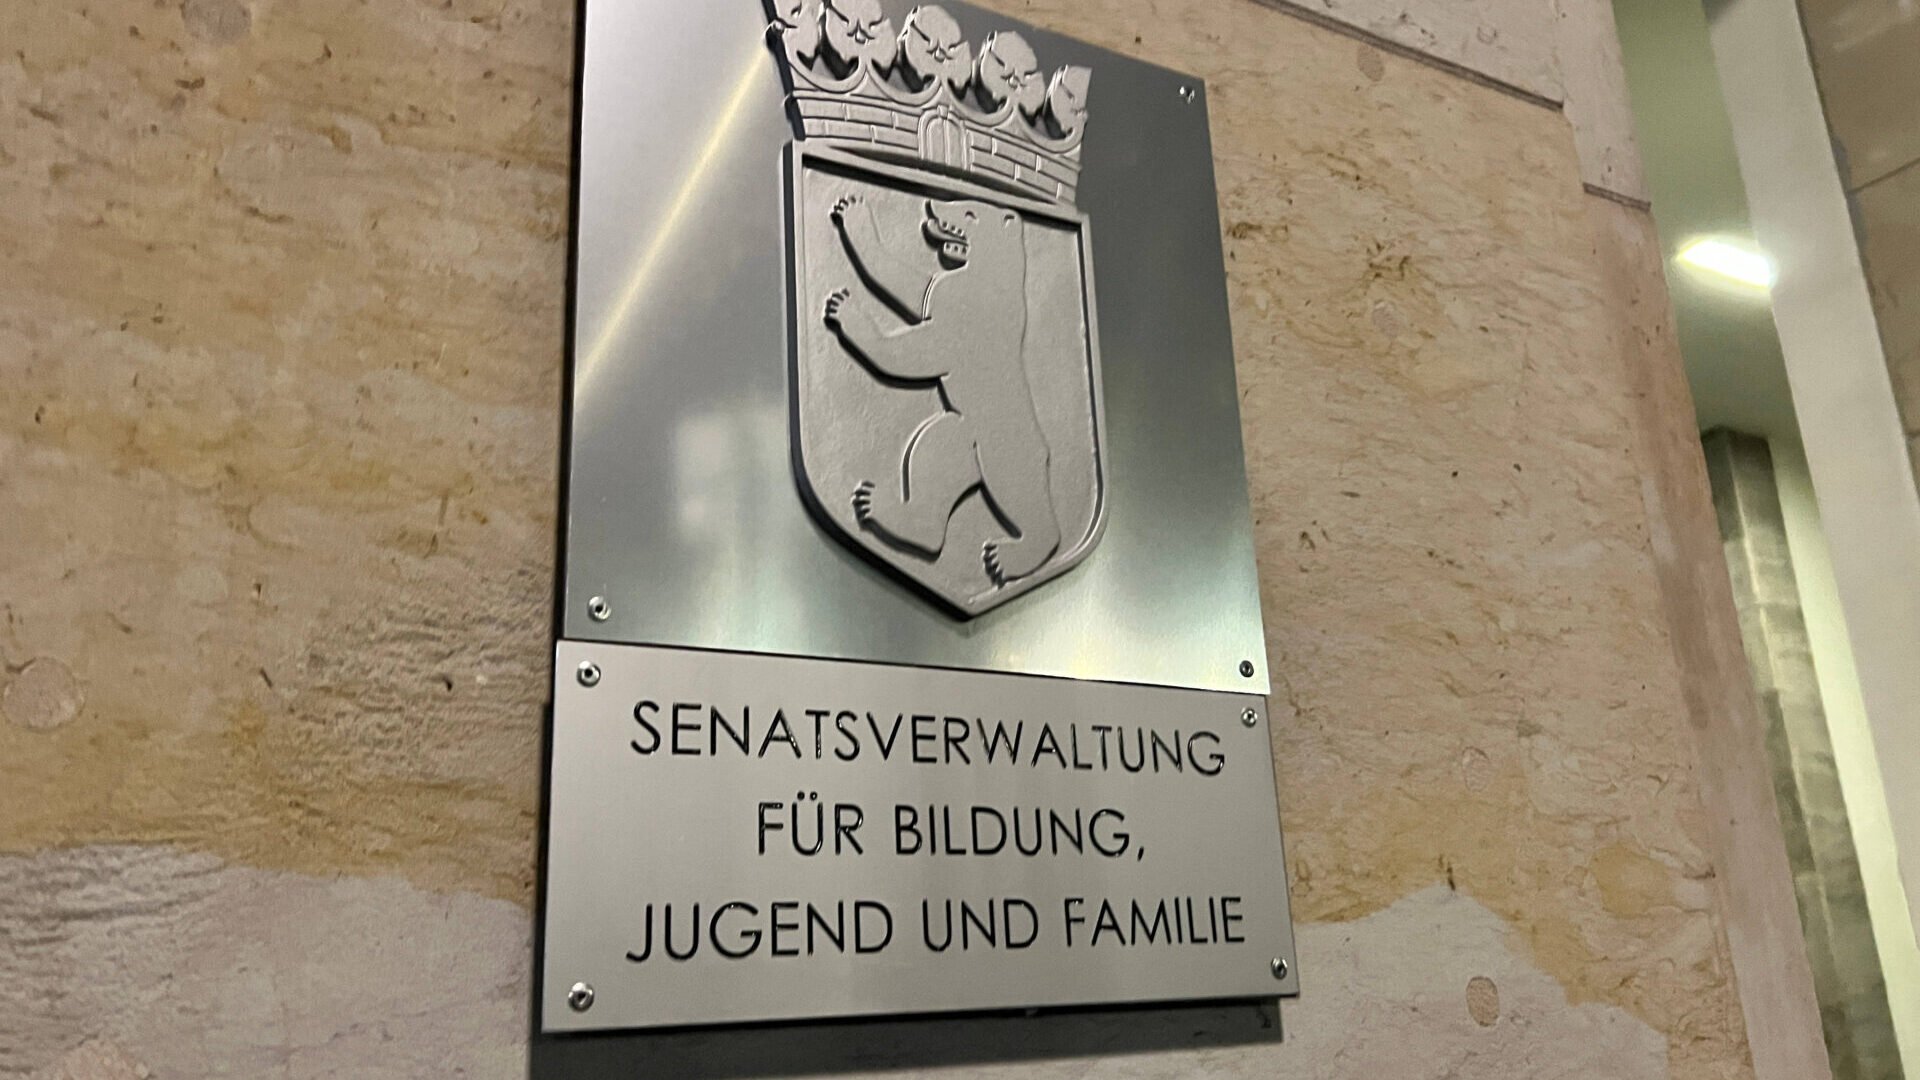 SENATSVERWALTUNG
FÜR BILDUNG,
JUGEND UND FAMILIE